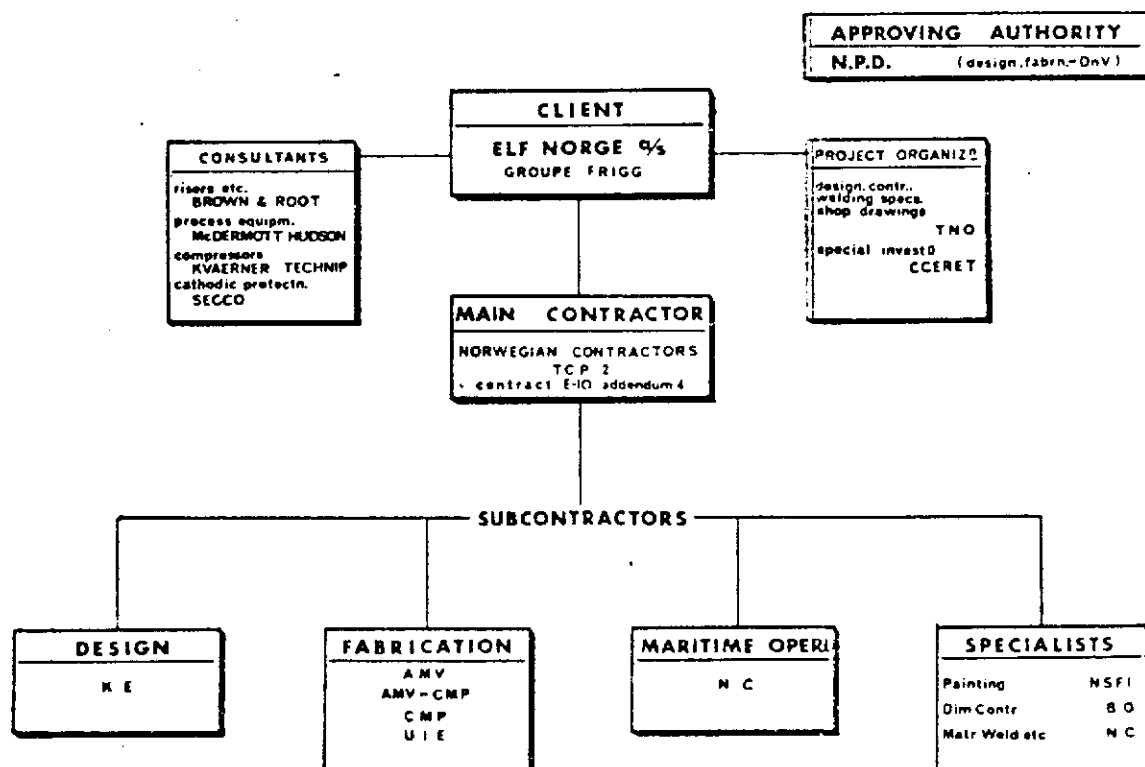 APPROVING AUTHORITY
N.P.D. (design.fabrn.-DnV)
CLIENT
ELF NORGE a/s
GROUPE FRIGG
CONSULTANTS
risers etc.
BROWN & ROOT
process equipm.
McDERMOTT HUDSON
compressors
KVAERNER TECHNIP
cathodic protectn.
SEGCO
PROJECT ORGANIZn
design. contr..
welding specs.
shop drawings
TNO
special invest
CCERET
MAIN CONTRACTOR
NORWEGIAN CONTRACTORS
TCP 2
contract E-10 addendum 4
SUBCONTRACTORS
DESIGN
K E
FABRICATION
AMV
AMV-CMP
CMP
UIE
MARITIME OPER
N C
SPECIALISTS
Painting NSFI
Dim Contr
Matr Weld etc N C